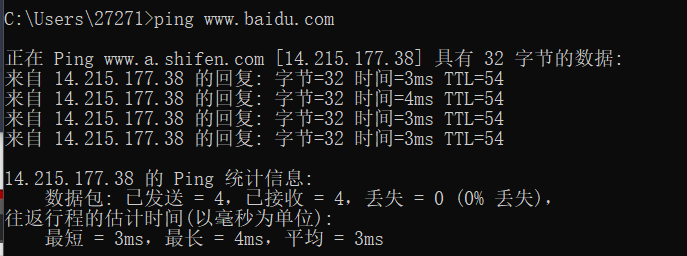 C:\Users\27271>ping www.baidu.com
正在 Ping www.a.shifen.com [14.215.177.38] 具有 32 字节的数据:
来自 14.215.177.38 的回复: 字节=32 时间=3ms TTL=54
来自 14.215.177.38 的回复: 字节=32 时间=4ms TTL=54
来自 14.215.177.38 的回复: 字节=32 时间=3ms TTL=54
来自 14.215.177.38 的回复: 字节=32 时间=3ms TTL=54
14.215.177.38 的 Ping 统计信息:
数据包: 已发送 = 4，已接收 = 4，丢失 = 0 (0% 丢失)，
往返行程的估计时间(以毫秒为单位):
最短 = 3ms，最长 = 4ms，平均 = 3ms